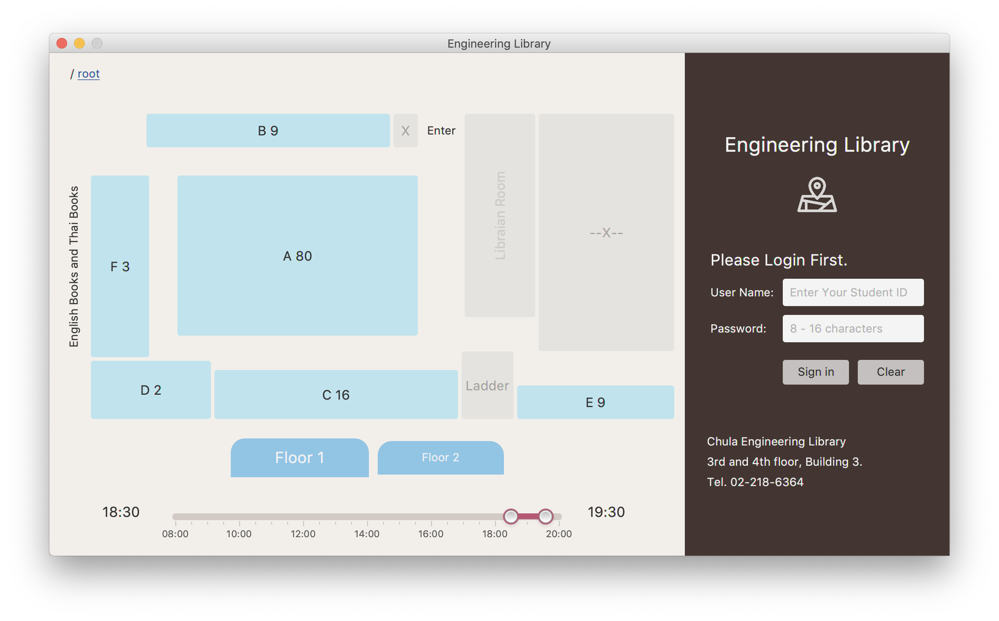 Engineering Library
/ root
B 9
X
Enter
Libraian Room
--X--
English Books and Thai Books
F 3
A 80
D 2
C 16
Ladder
E 9
Floor 1
Floor 2
18:30
19:30
08:00
10:00
12:00
14:00
16:00
18:00
20:00
Engineering Library
Please Login First.
User Name:
Enter Your Student ID
Password:
8 - 16 characters
Sign in
Clear
Chula Engineering Library
3rd and 4th floor, Building 3.
Tel. 02-218-6364